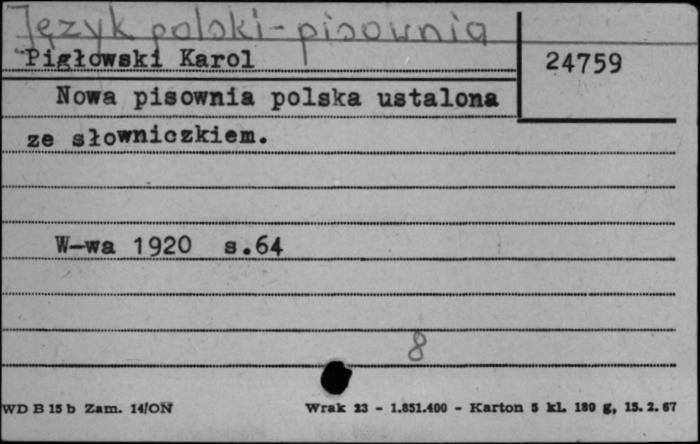 Język polski - pisownia
Pigłowski Karol
24759
Nowa pisownia polska ustalona
ze słowniczkiem.
W-wa 1920 s.64
8
WD B 15 b Zam. 14/ON Wrak 23 - 1.851.400 - Karton 5 kl. 180 g, 15. 2. 67